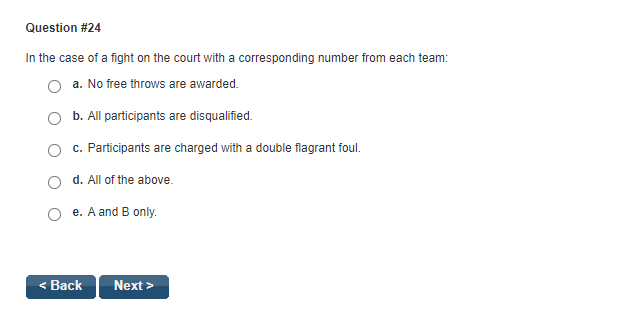 Question #24
In the case of a fight on the court with a corresponding number from each team:
a. No free throws are awarded.
b. All participants are disqualified.
c. Participants are charged with a double flagrant foul.
d. All of the above.
e. A and B only.
< Back Next >